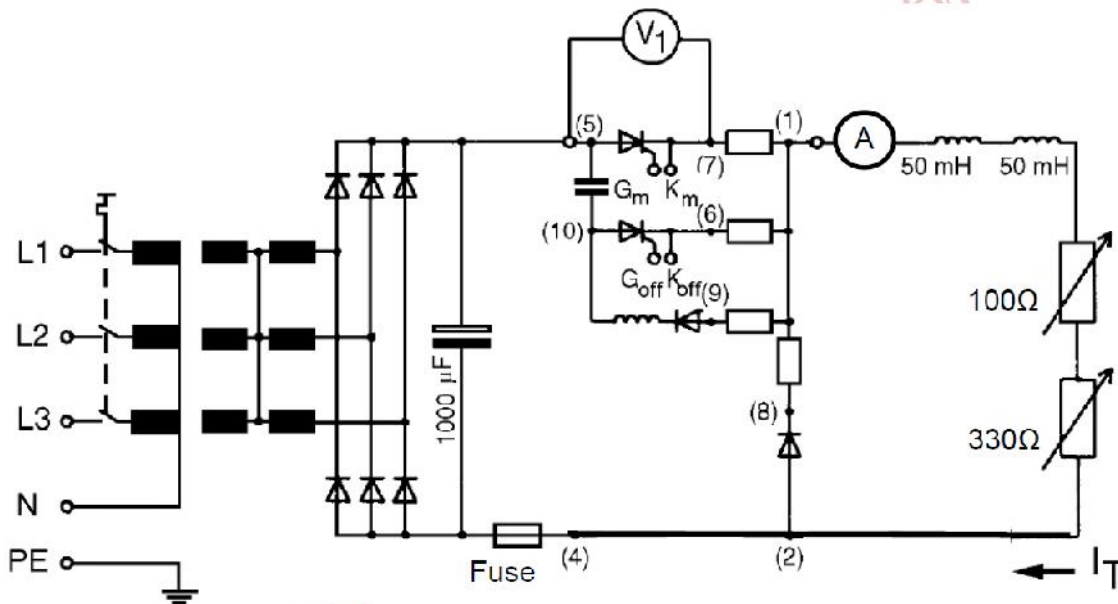 V1
(5)
(1)
A
50 mH
50 mH
(7)
Gm
Km
(6)
(10)
Goff
Koff
(9)
L1
L2
L3
N
PE
1000 μF
100Ω
(8)
330Ω
Fuse
(4)
(2)
IT